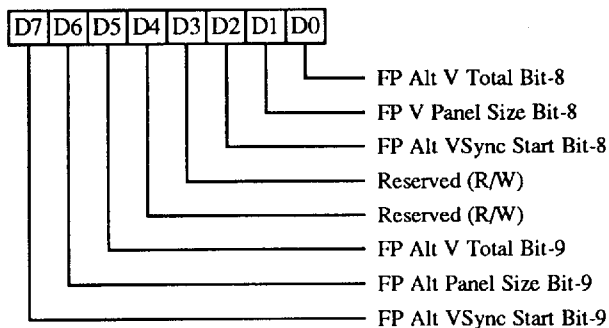 D7 D6 D5 D4 D3 D2 D1 D0
FP Alt V Total Bit-8
FP V Panel Size Bit-8
FP Alt VSync Start Bit-8
Reserved (R/W)
Reserved (R/W)
FP Alt V Total Bit-9
FP Alt Panel Size Bit-9
FP Alt VSync Start Bit-9